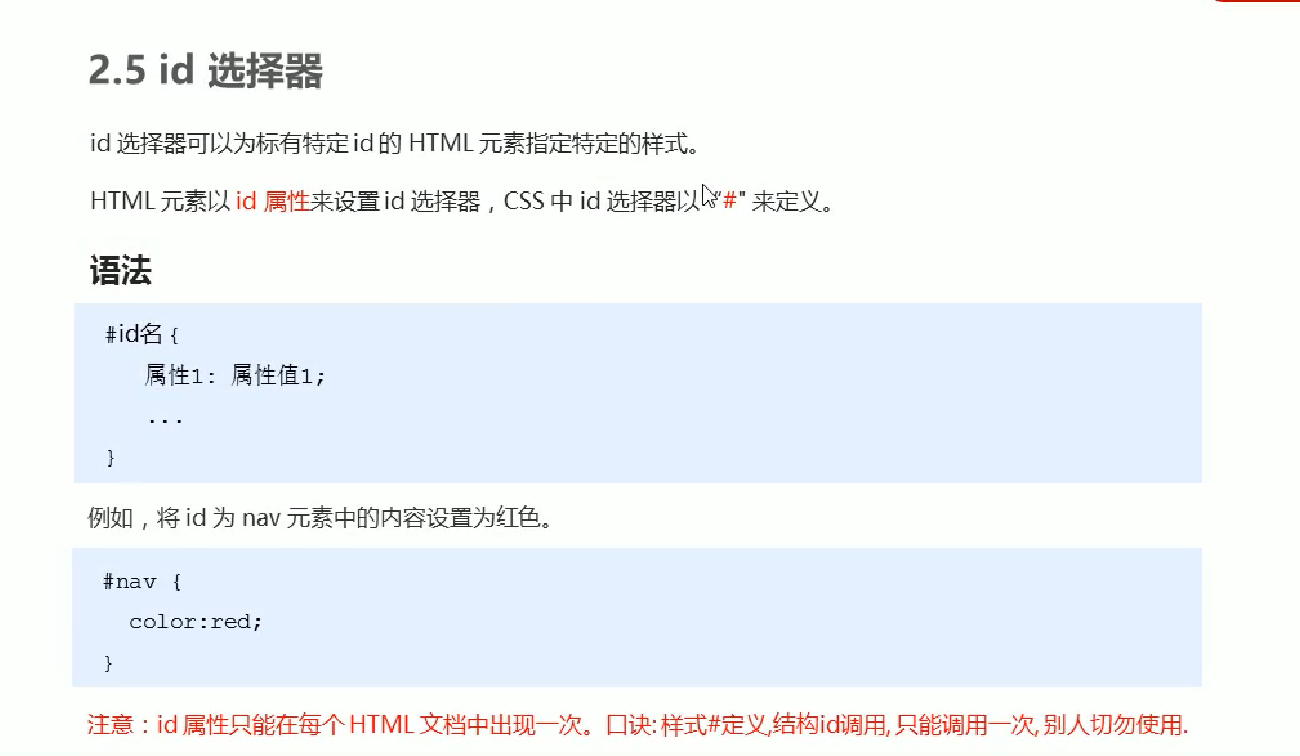 2.5 id 选择器
id 选择器可以为标有特定 id 的 HTML 元素指定特定的样式。
HTML 元素以 id 属性来设置 id 选择器，CSS 中 id 选择器以 "#" 来定义。
语法
#id名 {
属性1: 属性值1;
...
}
例如，将 id 为 nav 元素中的内容设置为红色。
#nav {
color:red;
}
注意：id 属性只能在每个 HTML 文档中出现一次。口诀: 样式#定义,结构id调用, 只能调用一次, 别人切勿使用.